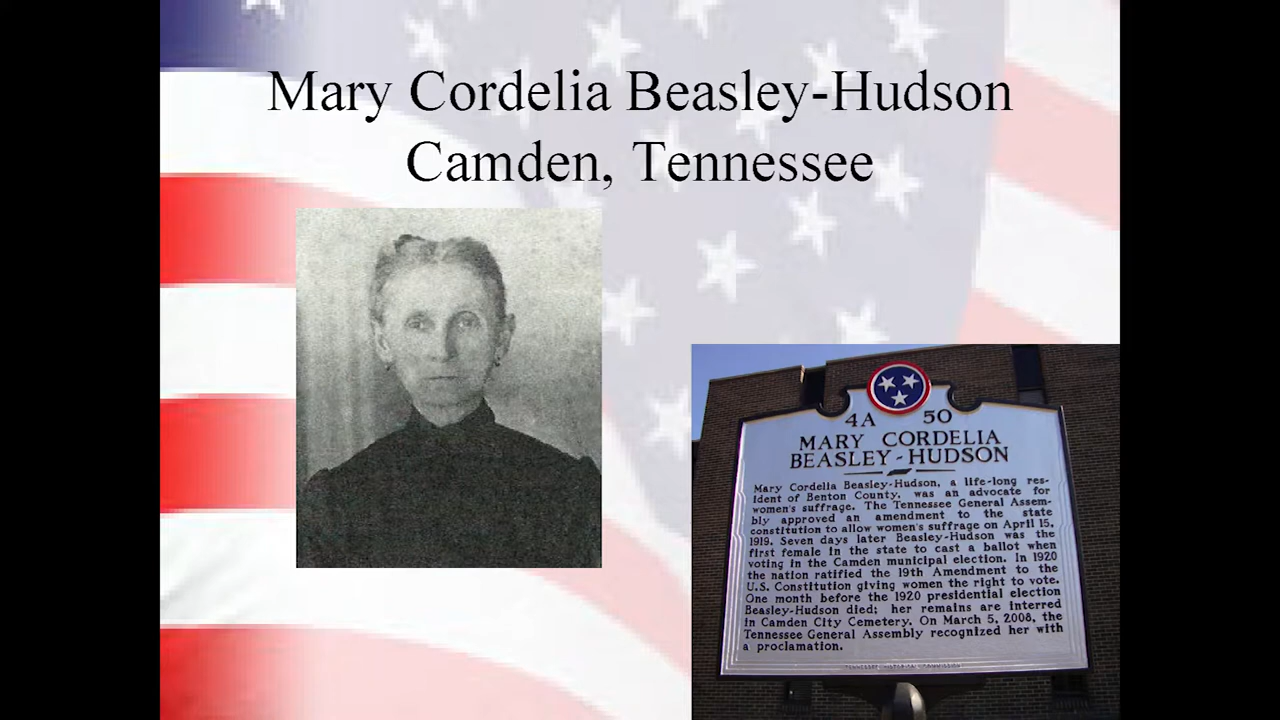 Mary Cordelia Beasley-Hudson
Camden, Tennessee
4A 50
MARY CORDELIA
BEASLEY-HUDSON
Mary Cordelia Beasley-Hudson, a life-long res-
ident of Benton County, was an advocate for
women's suffrage. The Tennessee General Assem-
bly approved an amendment to the state
constitution to allow women's suffrage on April 15,
1919. Seven days later Beasley-Hudson was the
first female in the state to cast a ballot when
voting in the Camden municipal election. In 1920
the nation ratified the 19th Amendment to the
U.S. Constitution giving women the right to vote.
One month before the 1920 presidential election
Beasley-Hudson died; her remains are interred
in Camden City Cemetery. On March 5, 2008, the
Tennessee General Assembly recognized her with
a proclamation.
TENNESSEE HISTORICAL COMMISSION